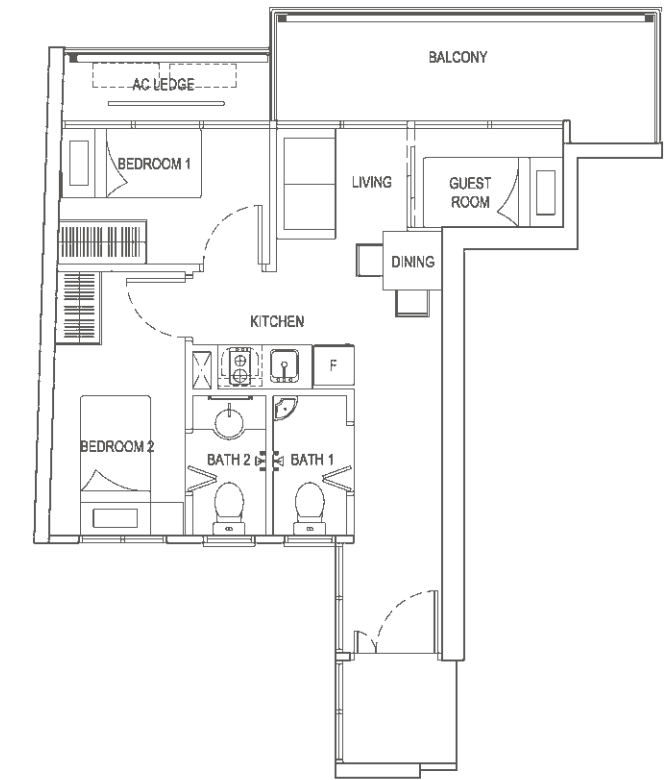 BALCONY
AC LEDGE
BEDROOM 1
LIVING
GUEST
ROOM
DINING
KITCHEN
F
BEDROOM 2
BATH 2
BATH 1